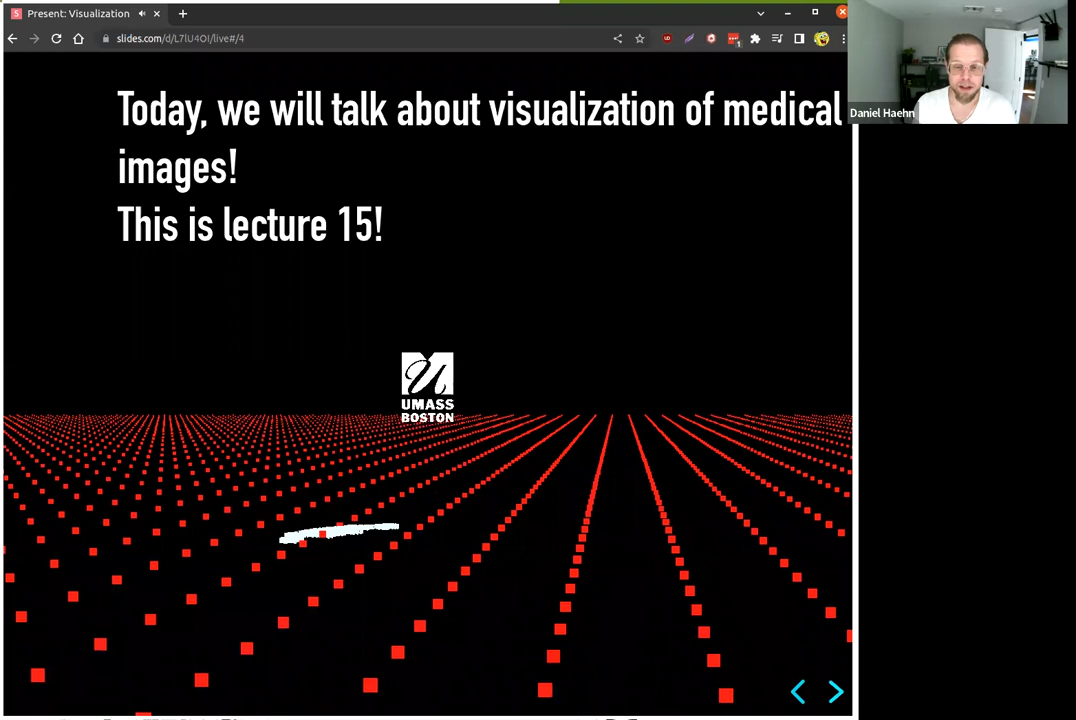 Present: Visualization
slides.com/d/L7lU4OI/live#/4
1
Today, we will talk about visualization of medical
images!
This is lecture 15!
Daniel Haehn
UMASS
BOSTON